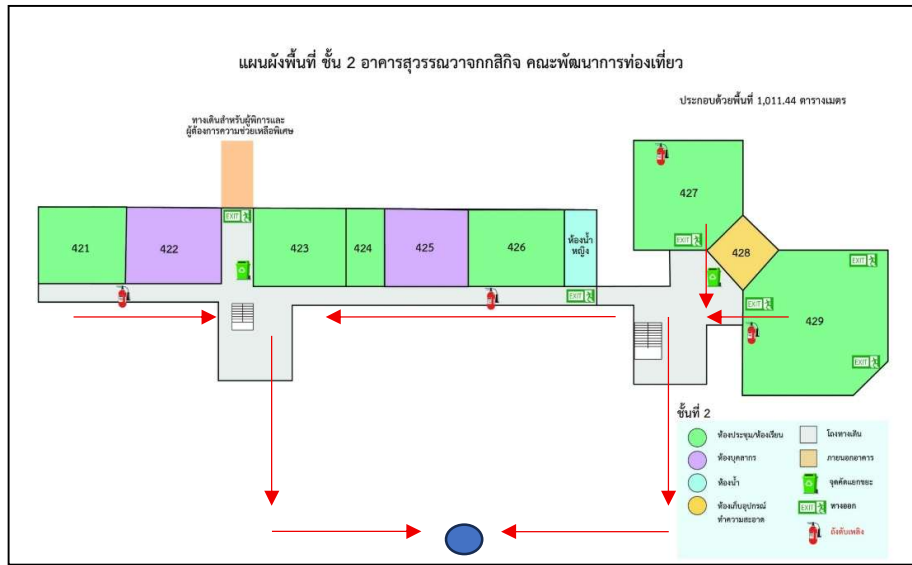 แผนผังพื้นที่ ชั้น 2 อาคารสุวรรณวาจกกสิกิจ คณะพัฒนาการท่องเที่ยว
ประกอบด้วยพื้นที่ 1,011.44 ตารางเมตร
ทางเดินสำหรับผู้พิการและ
ผู้ต้องการความช่วยเหลือพิเศษ
EXIT
421
422
423
424
425
426
ห้องน้ำ
หญิง
EXIT
427
EXIT
428
EXIT
EXIT
429
EXIT
ชั้นที่ 2
ห้องประชุม/ห้องเรียน
โถงทางเดิน
ห้องบุคลากร
ภายนอกอาคาร
ห้องน้ำ
จุดคัดแยกขยะ
ห้องเก็บอุปกรณ์
ทำความสะอาด
EXIT ทางออก
ถังดับเพลิง